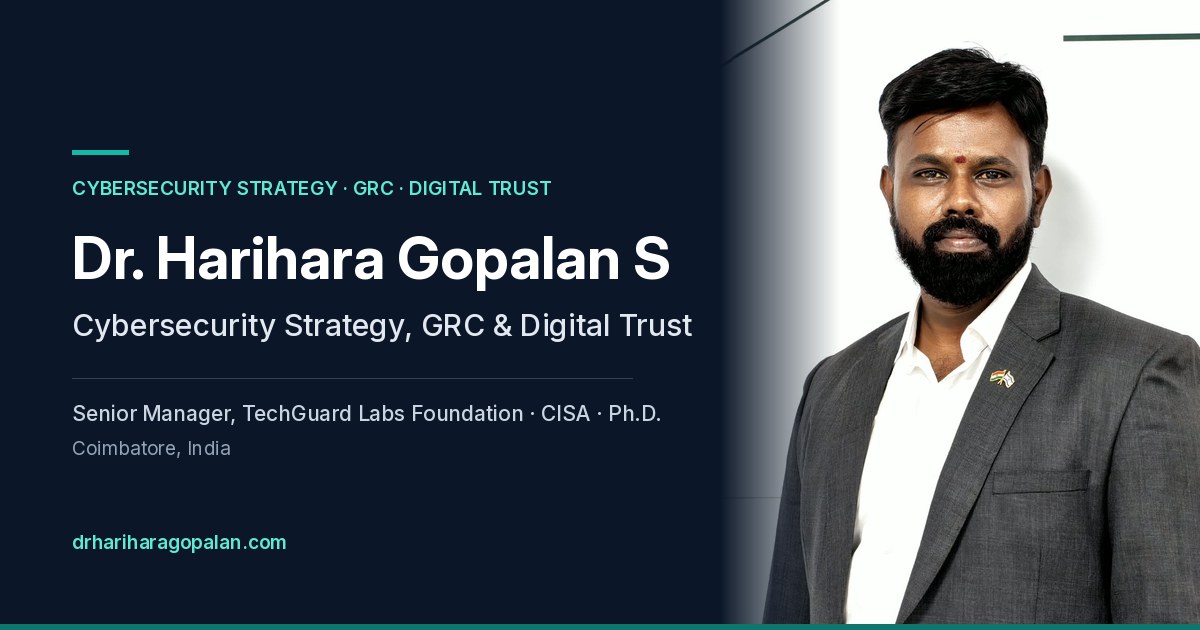 CYBERSECURITY STRATEGY · GRC · DIGITAL TRUST
Dr. Harihara Gopalan S
Cybersecurity Strategy, GRC & Digital Trust
Senior Manager, TechGuard Labs Foundation · CISA · Ph.D.
Coimbatore, India
drhariharagopalan.com